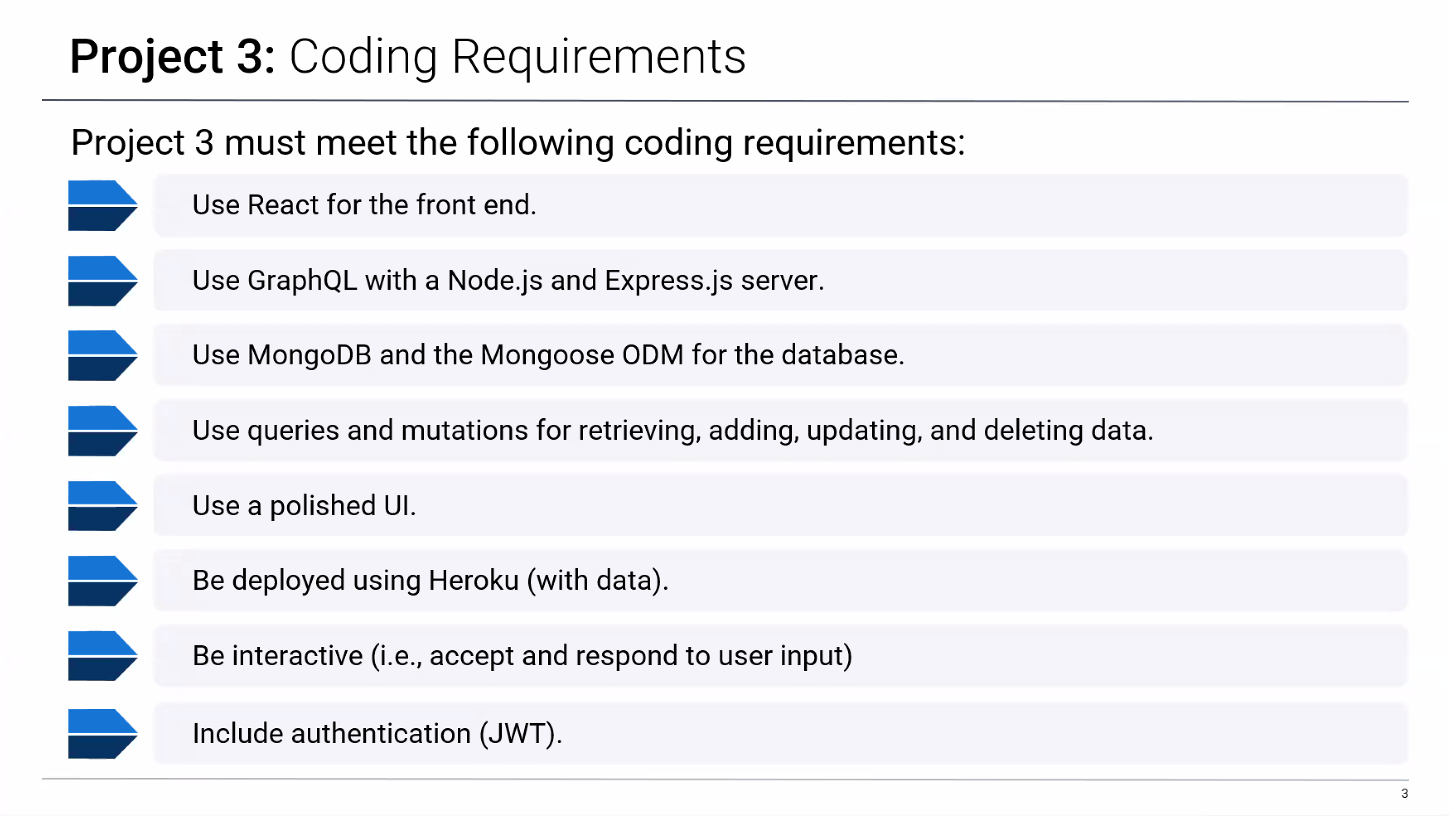 Project 3: Coding Requirements
Project 3 must meet the following coding requirements:
Use React for the front end.
Use GraphQL with a Node.js and Express.js server.
Use MongoDB and the Mongoose ODM for the database.
Use queries and mutations for retrieving, adding, updating, and deleting data.
Use a polished UI.
Be deployed using Heroku (with data).
Be interactive (i.e., accept and respond to user input)
Include authentication (JWT).
3